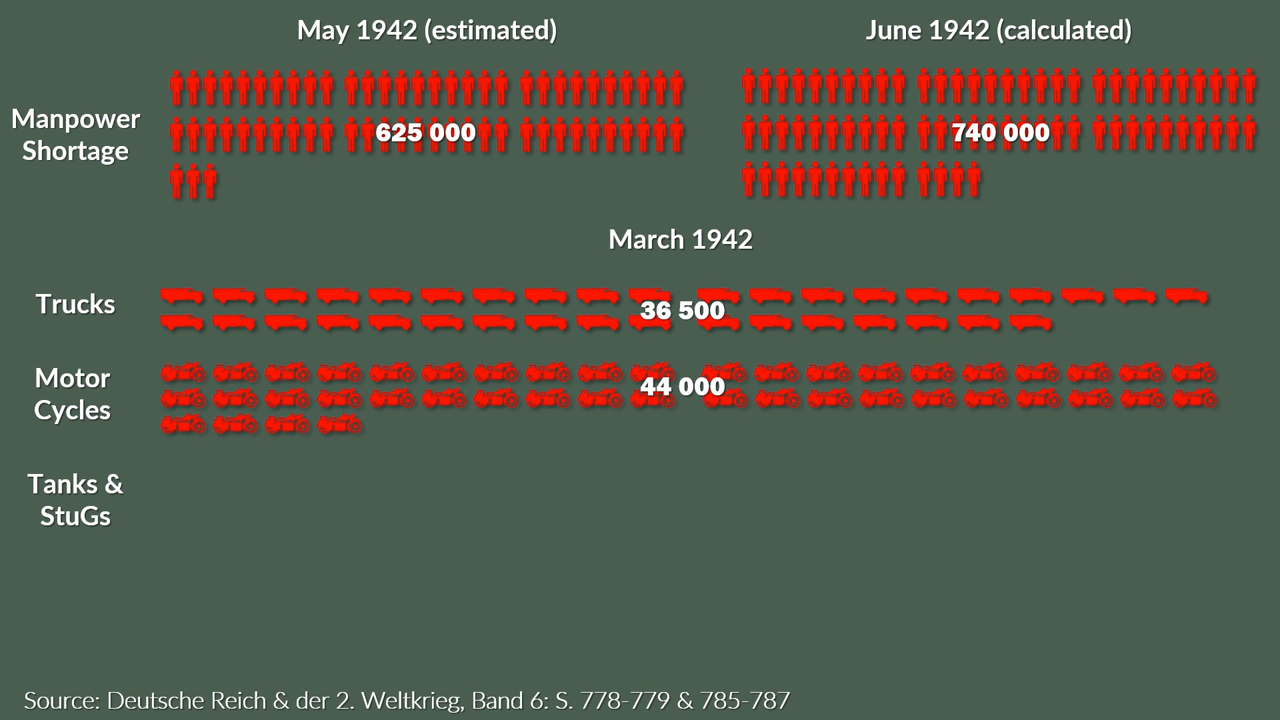 May 1942 (estimated)
June 1942 (calculated)
Manpower
Shortage
625 000
740 000
March 1942
Trucks
36 500
Motor
Cycles
44 000
Tanks &
StuGs
Source: Deutsche Reich & der 2. Weltkrieg, Band 6: S. 778-779 & 785-787